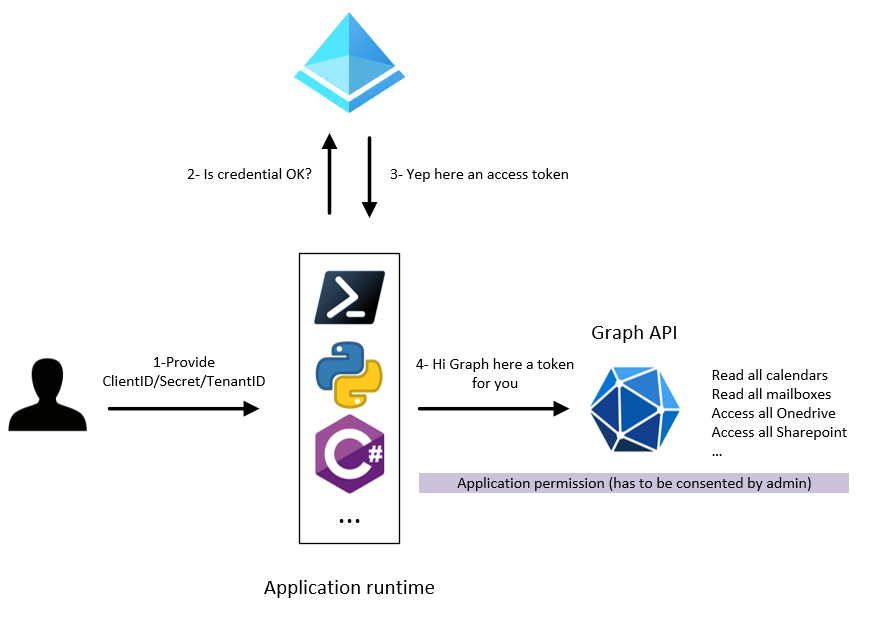 2- Is credential OK?
3- Yep here an access token
1-Provide
ClientID/Secret/TenantID
4- Hi Graph here a token
for you
Graph API
Read all calendars
Read all mailboxes
Access all Onedrive
Access all Sharepoint
...
Application permission (has to be consented by admin)
C#
...
Application runtime